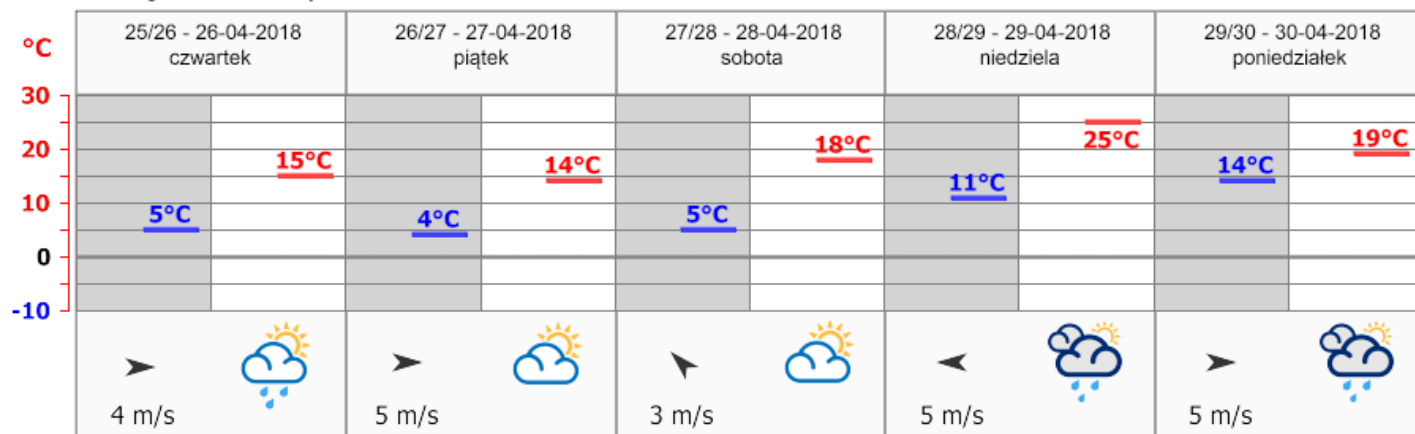 °C
25/26 - 26-04-2018
czwartek
26/27 - 27-04-2018
piątek
27/28 - 28-04-2018
sobota
28/29 - 29-04-2018
niedziela
29/30 - 30-04-2018
poniedziałek
30
20
10
0
-10
5°C
15°C
4°C
14°C
5°C
18°C
11°C
25°C
14°C
19°C
4 m/s
5 m/s
3 m/s
5 m/s
5 m/s